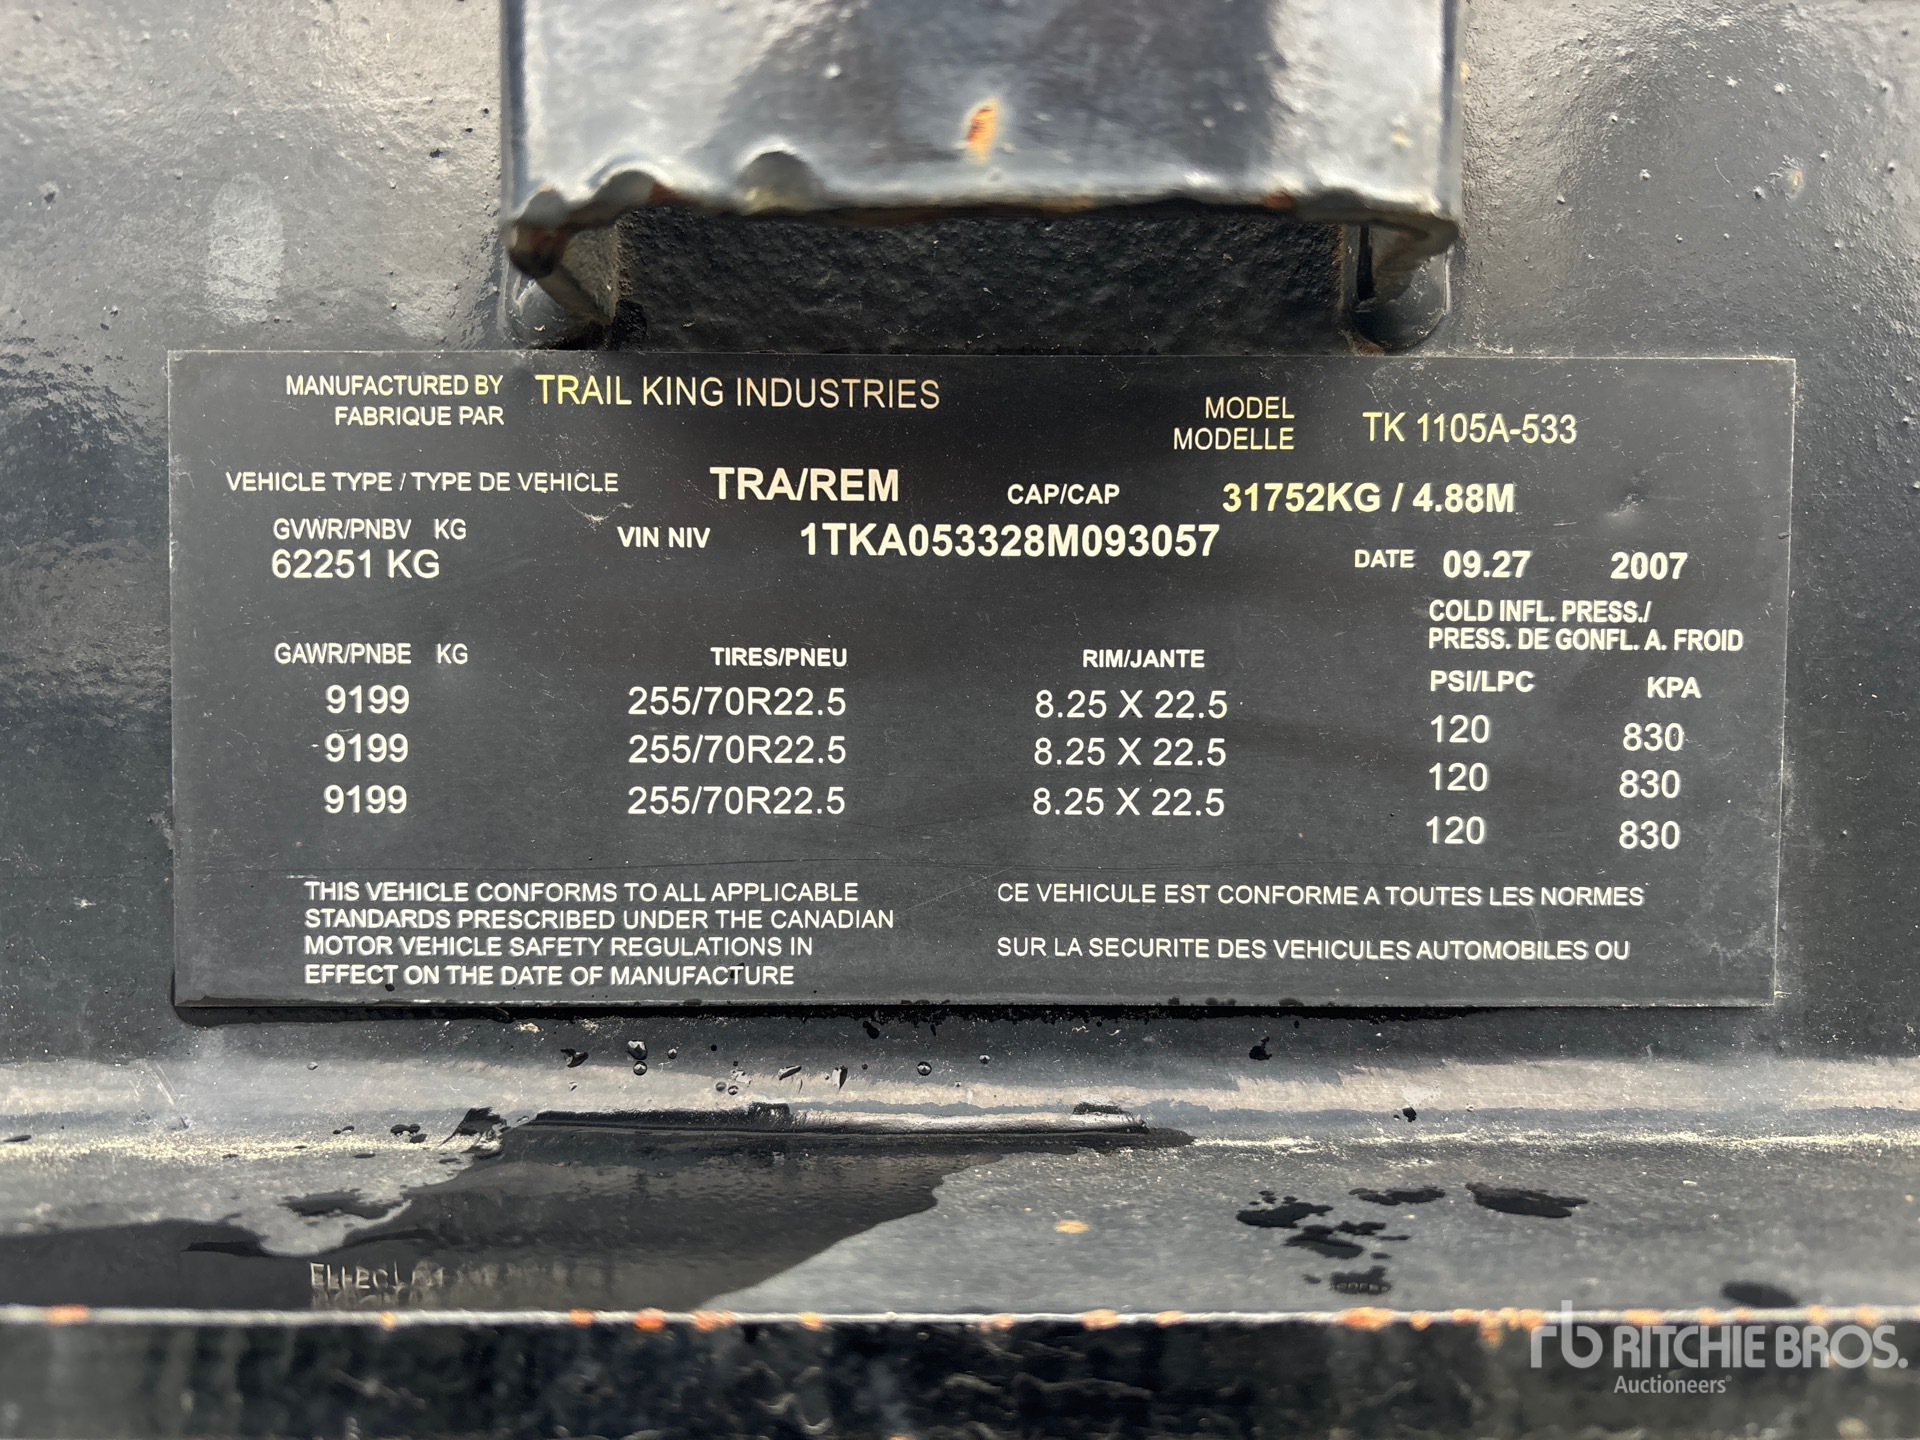 MANUFACTURED BY TRAIL KING INDUSTRIES
FABRIQUE PAR
MODEL TK 1105A-533
MODELLE
VEHICLE TYPE / TYPE DE VEHICLE TRA/REM CAP/CAP 31752KG / 4.88M
GVWR/PNBV KG
62251 KG
VIN NIV 1TKA053328M093057
DATE 09.27 2007
COLD INFL. PRESS./
PRESS. DE GONFL. A. FROID
GAWR/PNBE KG TIRES/PNEU RIM/JANTE PSI/LPC KPA
9199 255/70R22.5 8.25 X 22.5 120 830
9199 255/70R22.5 8.25 X 22.5 120 830
9199 255/70R22.5 8.25 X 22.5 120 830
THIS VEHICLE CONFORMS TO ALL APPLICABLE
STANDARDS PRESCRIBED UNDER THE CANADIAN
MOTOR VEHICLE SAFETY REGULATIONS IN
EFFECT ON THE DATE OF MANUFACTURE
CE VEHICULE EST CONFORME A TOUTES LES NORMES
SUR LA SECURITE DES VEHICULES AUTOMOBILES OU
rb RITCHIE BROS.
Auctioneers